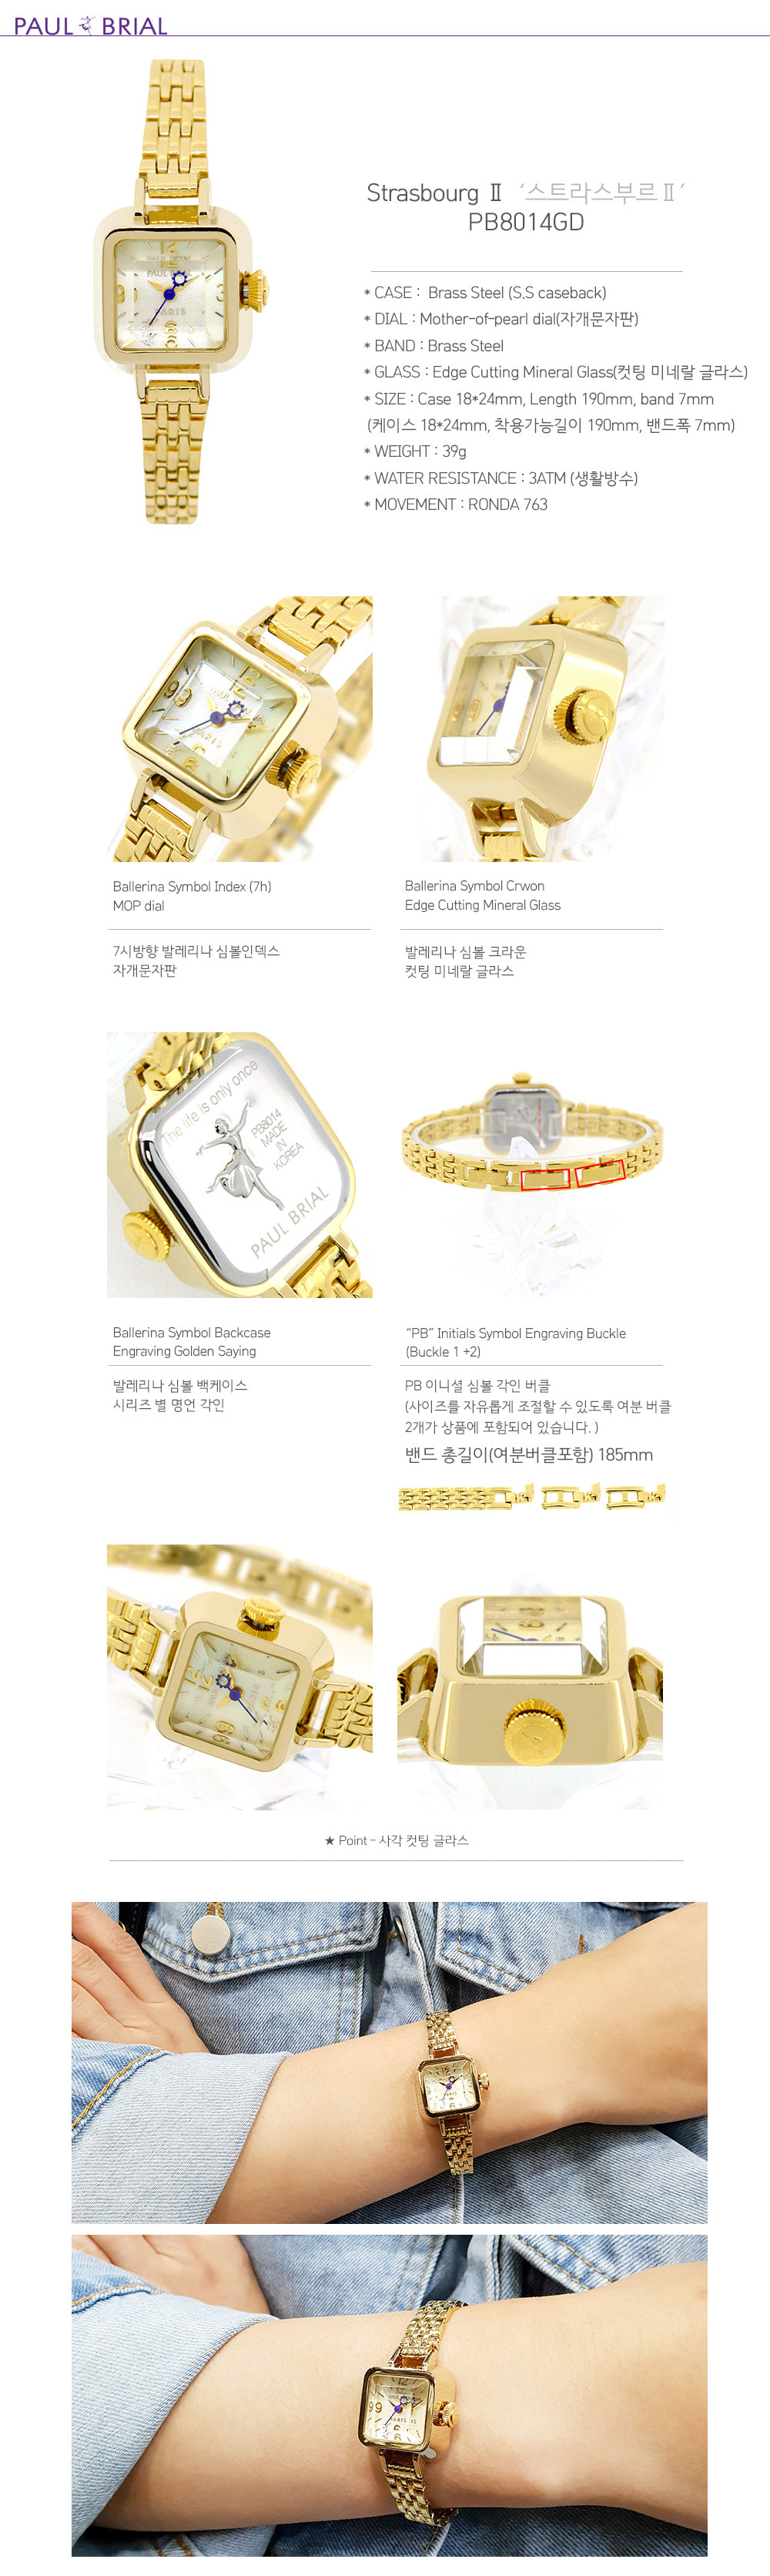 PAUL BRIAL
Strasbourg Ⅱ ‘스트라스부르Ⅱ’
PB8014GD
* CASE : Brass Steel (S,S caseback)
* DIAL : Mother-of-pearl dial(자개문자판)
* BAND : Brass Steel
* GLASS : Edge Cutting Mineral Glass(컷팅 미네랄 글라스)
* SIZE : Case 18*24mm, Length 190mm, band 7mm
(케이스 18*24mm, 착용가능길이 190mm, 밴드폭 7mm)
* WEIGHT : 39g
* WATER RESISTANCE : 3ATM (생활방수)
* MOVEMENT : RONDA 763
Ballerina Symbol Index (7h)
MOP dial
7시방향 발레리나 심볼인덱스
자개문자판
Ballerina Symbol Crwon
Edge Cutting Mineral Glass
발레리나 심볼 크라운
컷팅 미네랄 글라스
The life is only once
PB8014
MADE
IN
KOREA
PAUL BRIAL
Ballerina Symbol Backcase
Engraving Golden Saying
발레리나 심볼 백케이스
시리즈 별 명언 각인
“PB” Initials Symbol Engraving Buckle
(Buckle 1 +2)
PB 이니셜 심볼 각인 버클
(사이즈를 자유롭게 조절할 수 있도록 여분 버클
2개가 상품에 포함되어 있습니다. )
밴드 총길이(여분버클포함) 185mm
★ Point - 사각 컷팅 글라스